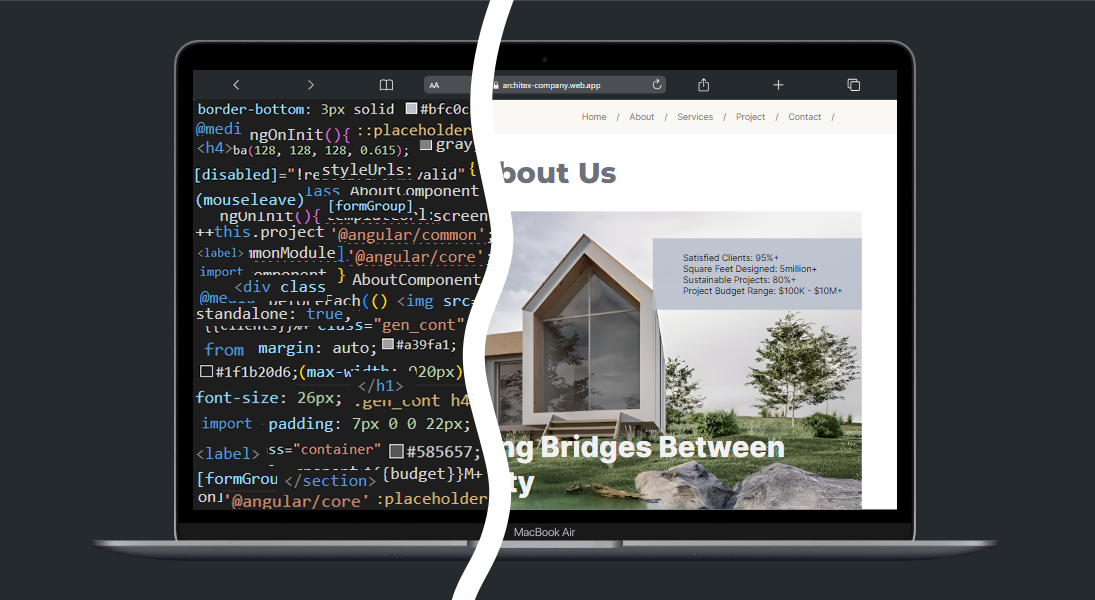 AA
architex-company.web.app
border-bottom: 3px solid #bfc0c
@medi ngOnInit(){ ::placeholder
<h4>ba(128, 128, 128, 0.615); gray
[disabled]="!re styleUrls: valid" {
(mouseleave) lass AboutComponent
[formGroup]
ngOnInit(){ templateUrl:screen
++this.project '@angular/common';
<label> monModule] '@angular/core';
import omponent } AboutComponent
<div class
@media beforeEach(() <img src=
standalone: true,
{{clients}}%+ class="gen_cont"
from margin: auto; #a39fa1;
#1f1b20d6;(max-width: 920px)
</h1>
font-size: 26px; .gen_cont h4
import padding: 7px 0 0 22px;
<label> ss="container" #585657;
[formGrou </section> {{budget}}M+
on '@angular/core' :placeholder
Home / About / Services / Project / Contact /
bout Us
Satisfied Clients: 95%+
Square Feet Designed: 5million+
Sustainable Projects: 80%+
Project Budget Range: $100K - $10M+
ng Bridges Between
ty
MacBook Air